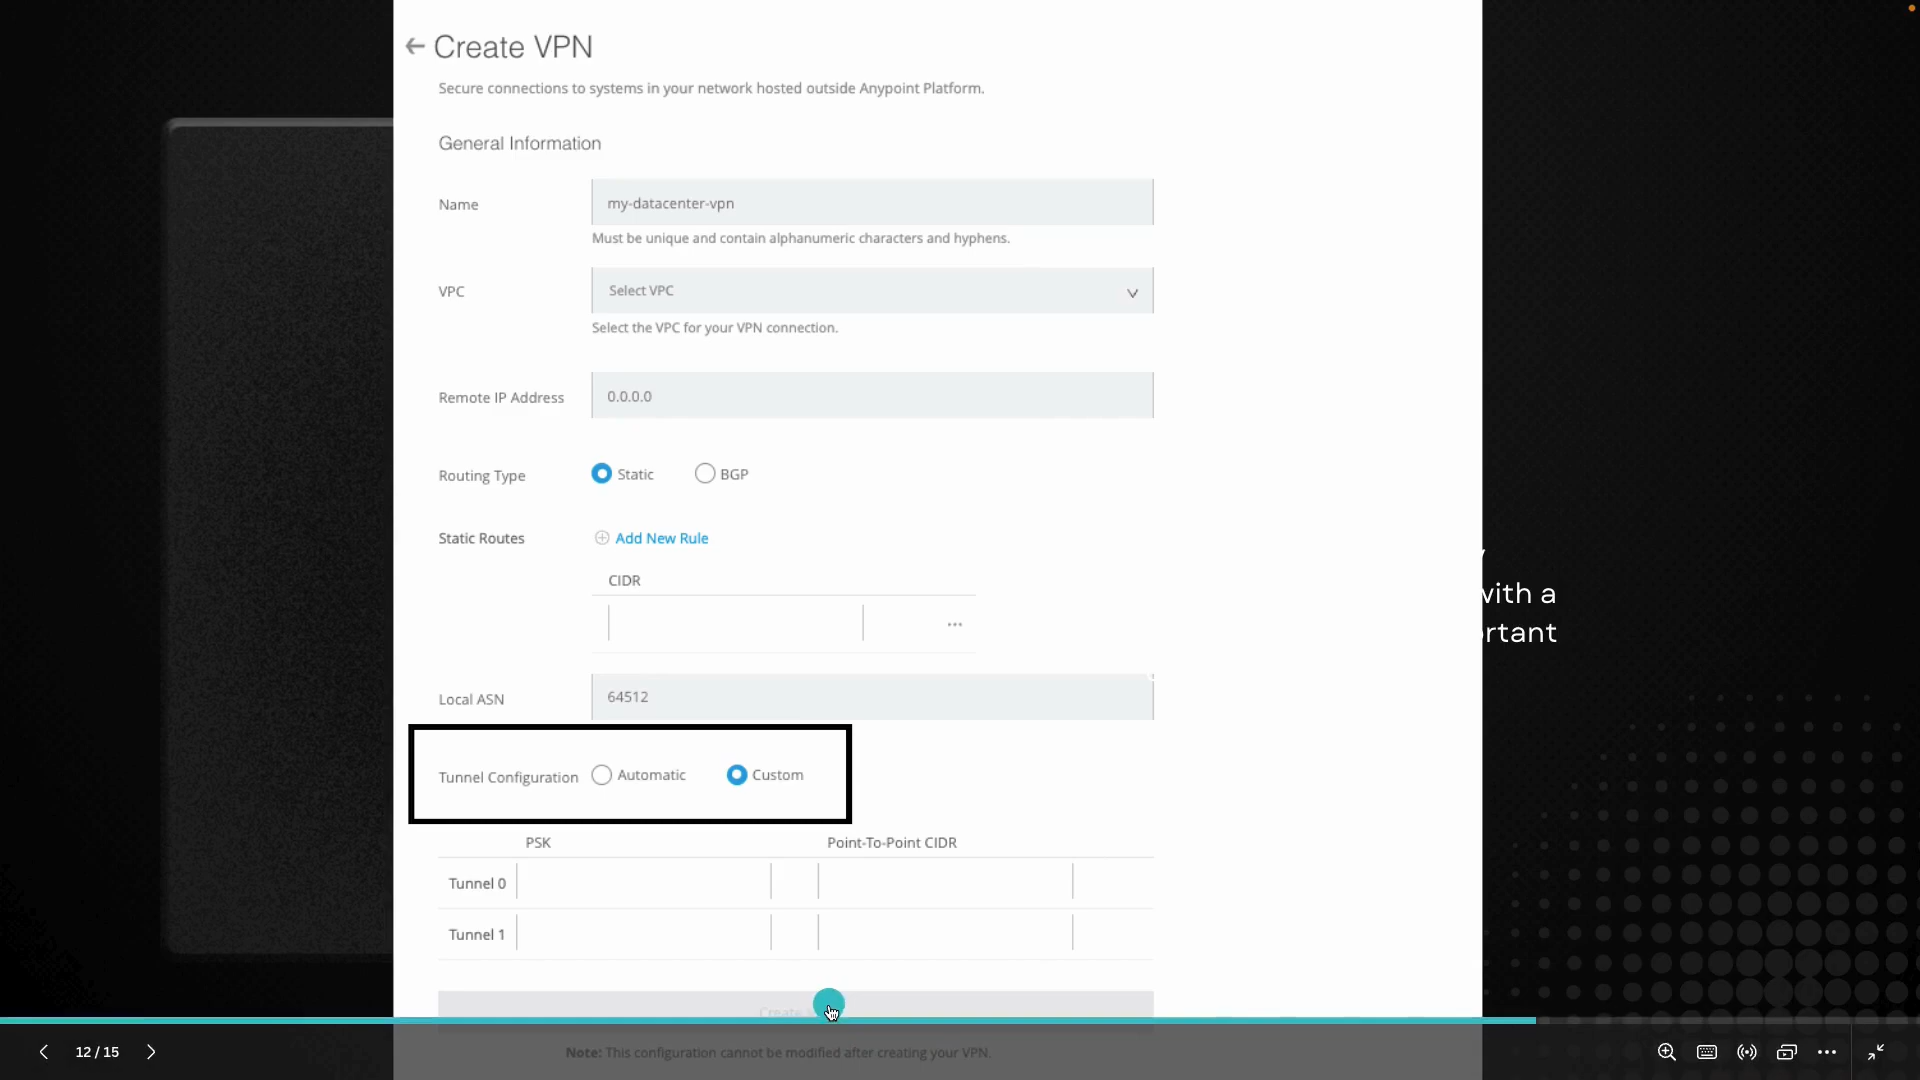 Create VPN
Secure connections to systems in your network hosted outside Anypoint Platform.
General Information
Name
my-datacenter-vpn
Must be unique and contain alphanumeric characters and hyphens.
VPC
Select VPC
Select the VPC for your VPN connection.
Remote IP Address
0.0.0.0
Routing Type
Static
BGP
Static Routes
Add New Rule
CIDR
with a
Local ASN
64512
Tunnel Configuration
Automatic
Custom
PSK
Point-To-Point CIDR
Tunnel 0
Tunnel 1
12 / 15
Note: This configuration cannot be modified after creating your VPN.